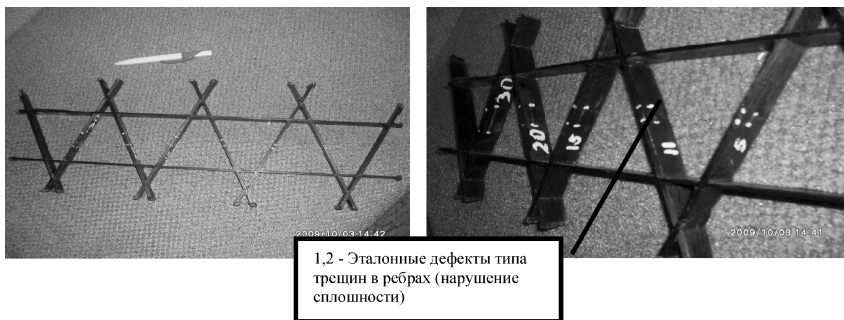 2009/10/03 14:42
30
20
15
11
5
2009/10/03 14:41
1,2 - Эталонные дефекты типа
трещин в ребрах (нарушение
сплошности)